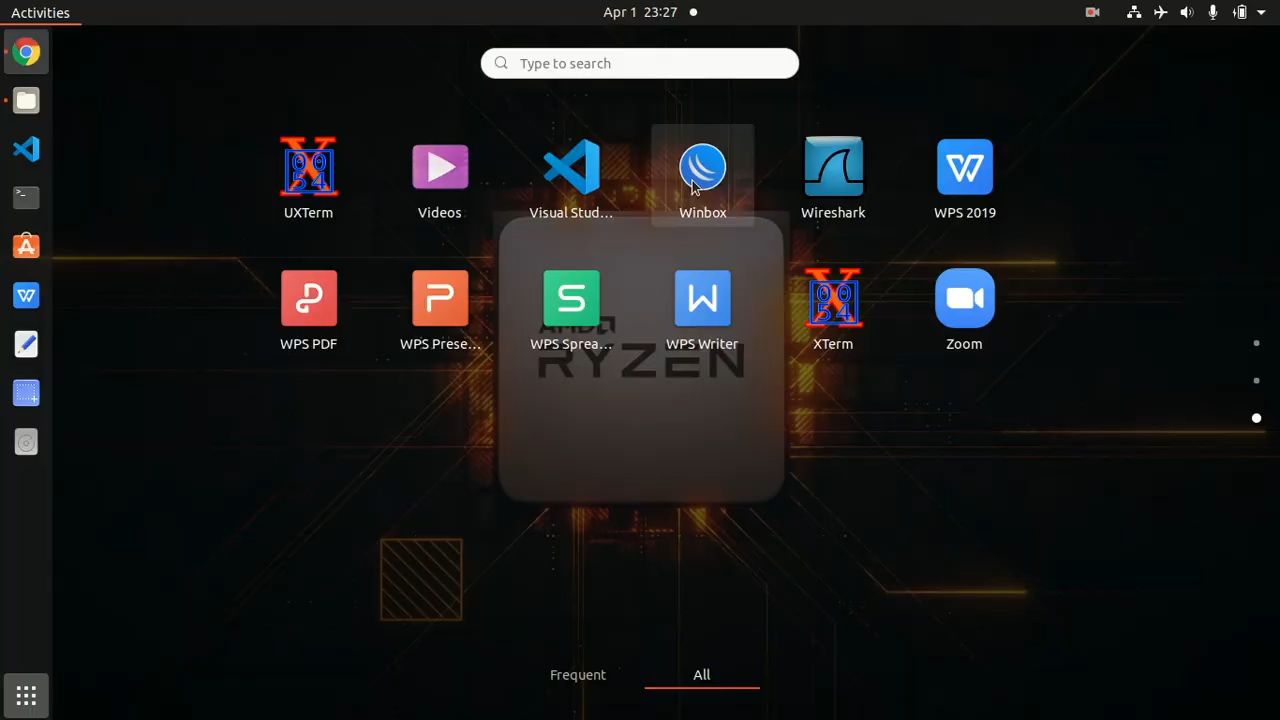 Activities
Apr 1 23:27
Type to search
UXTerm
Videos
Visual Stud...
Winbox
Wireshark
WPS 2019
WPS PDF
WPS Prese...
WPS Sprea...
WPS Writer
XTerm
Zoom
AMD
RYZEN
Frequent
All